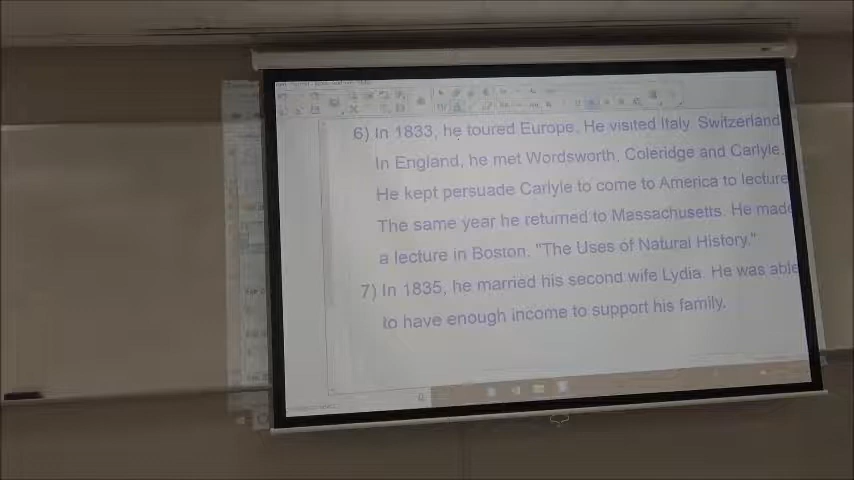 6) In 1833, he toured Europe. He visited Italy Switzerland
In England, he met Wordsworth, Coleridge and Carlyle.
He kept persuade Carlyle to come to America to lecture
The same year he returned to Massachusetts. He made
a lecture in Boston. "The Uses of Natural History."
7) In 1835, he married his second wife Lydia. He was able
to have enough income to support his family.